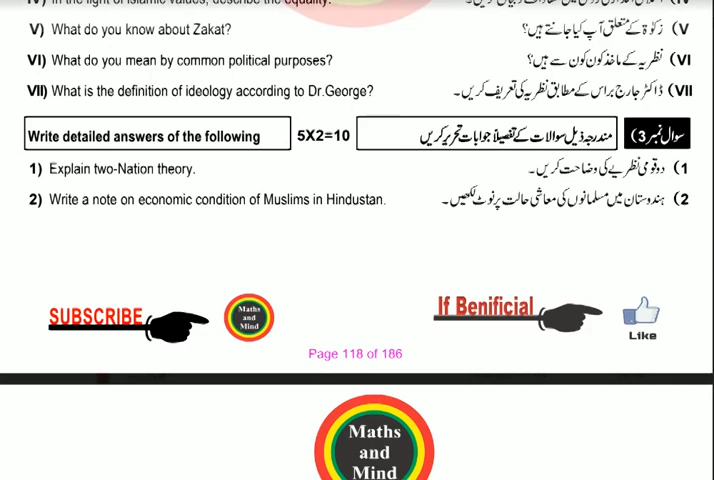 V) What do you know about Zakat? زکوٰۃ کے متعلق آپ کیا جانتے ہیں؟ (V
VI) What do you mean by common political purposes? نظریہ کے ماخذ کون کون سے ہیں؟ (VI
VII) What is the definition of ideology according to Dr.George? ڈاکٹر جارج براس کے مطابق نظریہ کی تعریف کریں۔ (VII
Write detailed answers of the following 5X2=10 مندرجہ ذیل سوالات کے تفصیلاً جوابات تحریر کریں سوال نمبر 3)
1) Explain two-Nation theory. دو قومی نظریے کی وضاحت کریں۔ (1
2) Write a note on economic condition of Muslims in Hindustan. ہندوستان میں مسلمانوں کی معاشی حالت پر نوٹ لکھیں۔ (2
SUBSCRIBE
Maths
and
Mind
If Benificial
Like
Page 118 of 186
Maths
and
Mind